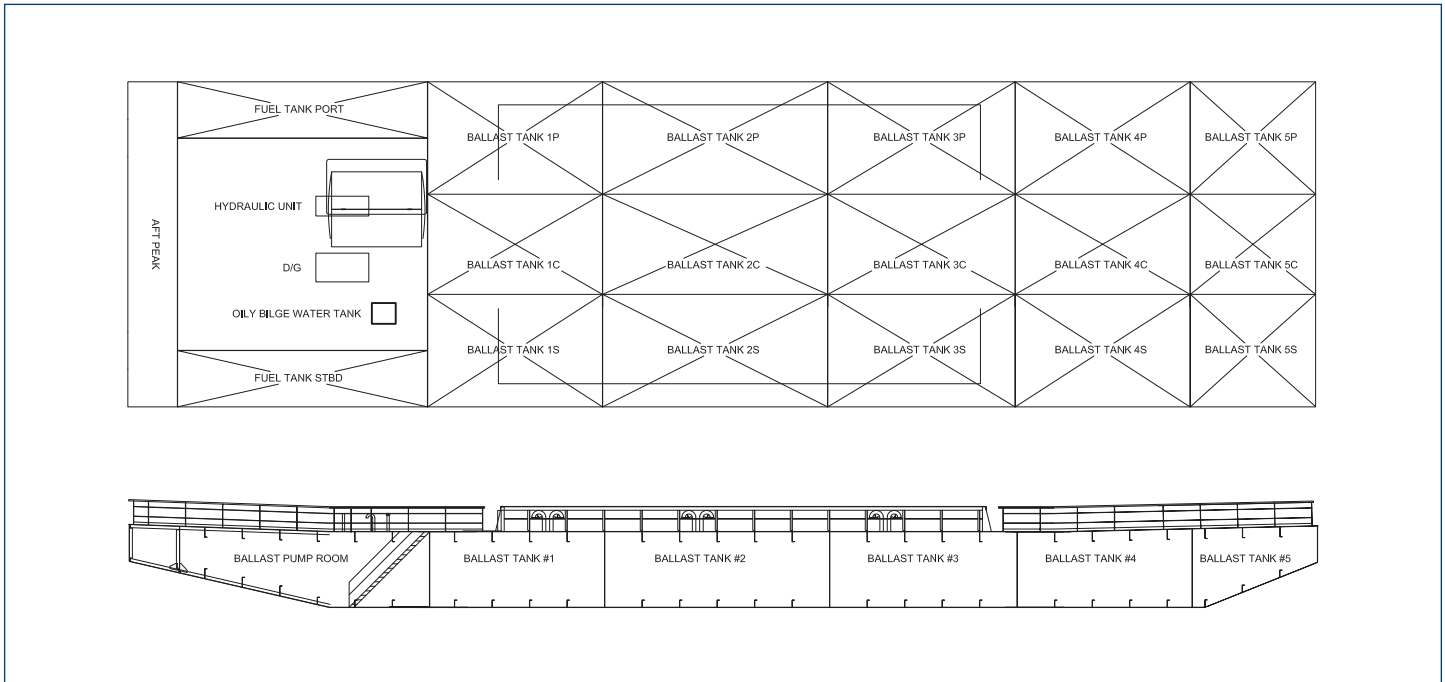 FUEL TANK PORT
BALLAST TANK 1P
BALLAST TANK 2P
BALLAST TANK 3P
BALLAST TANK 4P
BALLAST TANK 5P
HYDRAULIC UNIT
AFT PEAK
D/G
BALLAST TANK 1C
BALLAST TANK 2C
BALLAST TANK 3C
BALLAST TANK 4C
BALLAST TANK 5C
OILY BILGE WATER TANK
BALLAST TANK 1S
BALLAST TANK 2S
BALLAST TANK 3S
BALLAST TANK 4S
BALLAST TANK 5S
FUEL TANK STBD
BALLAST PUMP ROOM
BALLAST TANK #1
BALLAST TANK #2
BALLAST TANK #3
BALLAST TANK #4
BALLAST TANK #5